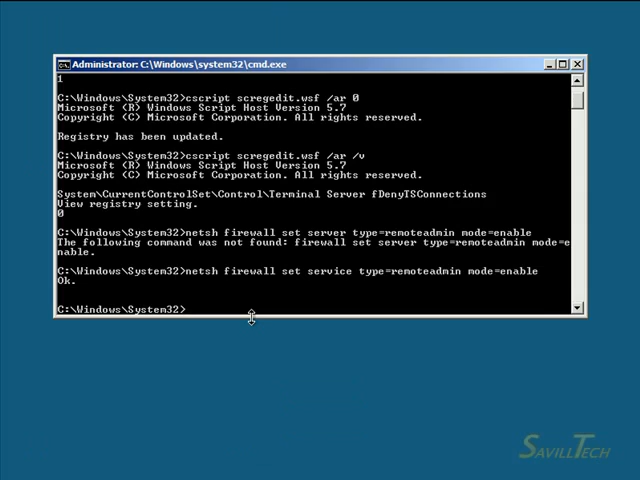 Administrator: C:\Windows\system32\cmd.exe
1
C:\Windows\System32>cscript scregedit.wsf /ar 0
Microsoft (R) Windows Script Host Version 5.7
Copyright (C) Microsoft Corporation. All rights reserved.
Registry has been updated.
C:\Windows\System32>cscript scregedit.wsf /ar /v
Microsoft (R) Windows Script Host Version 5.7
Copyright (C) Microsoft Corporation. All rights reserved.
System\CurrentControlSet\Control\Terminal Server fDenyTSConnections
View registry setting.
0
C:\Windows\System32>netsh firewall set server type=remoteadmin mode=enable
The following command was not found: firewall set server type=remoteadmin mode=e
nable.
C:\Windows\System32>netsh firewall set service type=remoteadmin mode=enable
Ok.
C:\Windows\System32>
SAVILLTECH